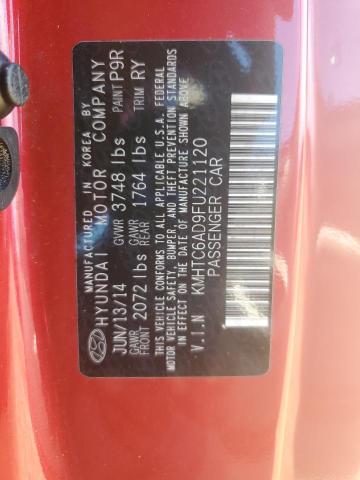 MANUFACTURED IN KOREA BY
HYUNDAI MOTOR COMPANY
JUN/13/14 GVWR 3748 lbs PAINT P9R
GAWR FRONT 2072 lbs GAWR REAR 1764 lbs TRIM RY
THIS VEHICLE CONFORMS TO ALL APPLICABLE U.S.A. FEDERAL
MOTOR VEHICLE SAFETY, BUMPER, AND THEFT PREVENTION STANDARDS
IN EFFECT ON THE DATE OF MANUFACTURE SHOWN ABOVE.
V.I.N KMHTC6AD9FU221120
PASSENGER CAR